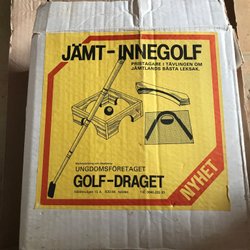 JÄMT-INNEGOLF
PRISTAGARE I TÄVLINGEN OM
JÄMTLANDS BÄSTA LEKSAK.
UNGDOMSFÖRETAGET
GOLF-DRAGET
NYHET